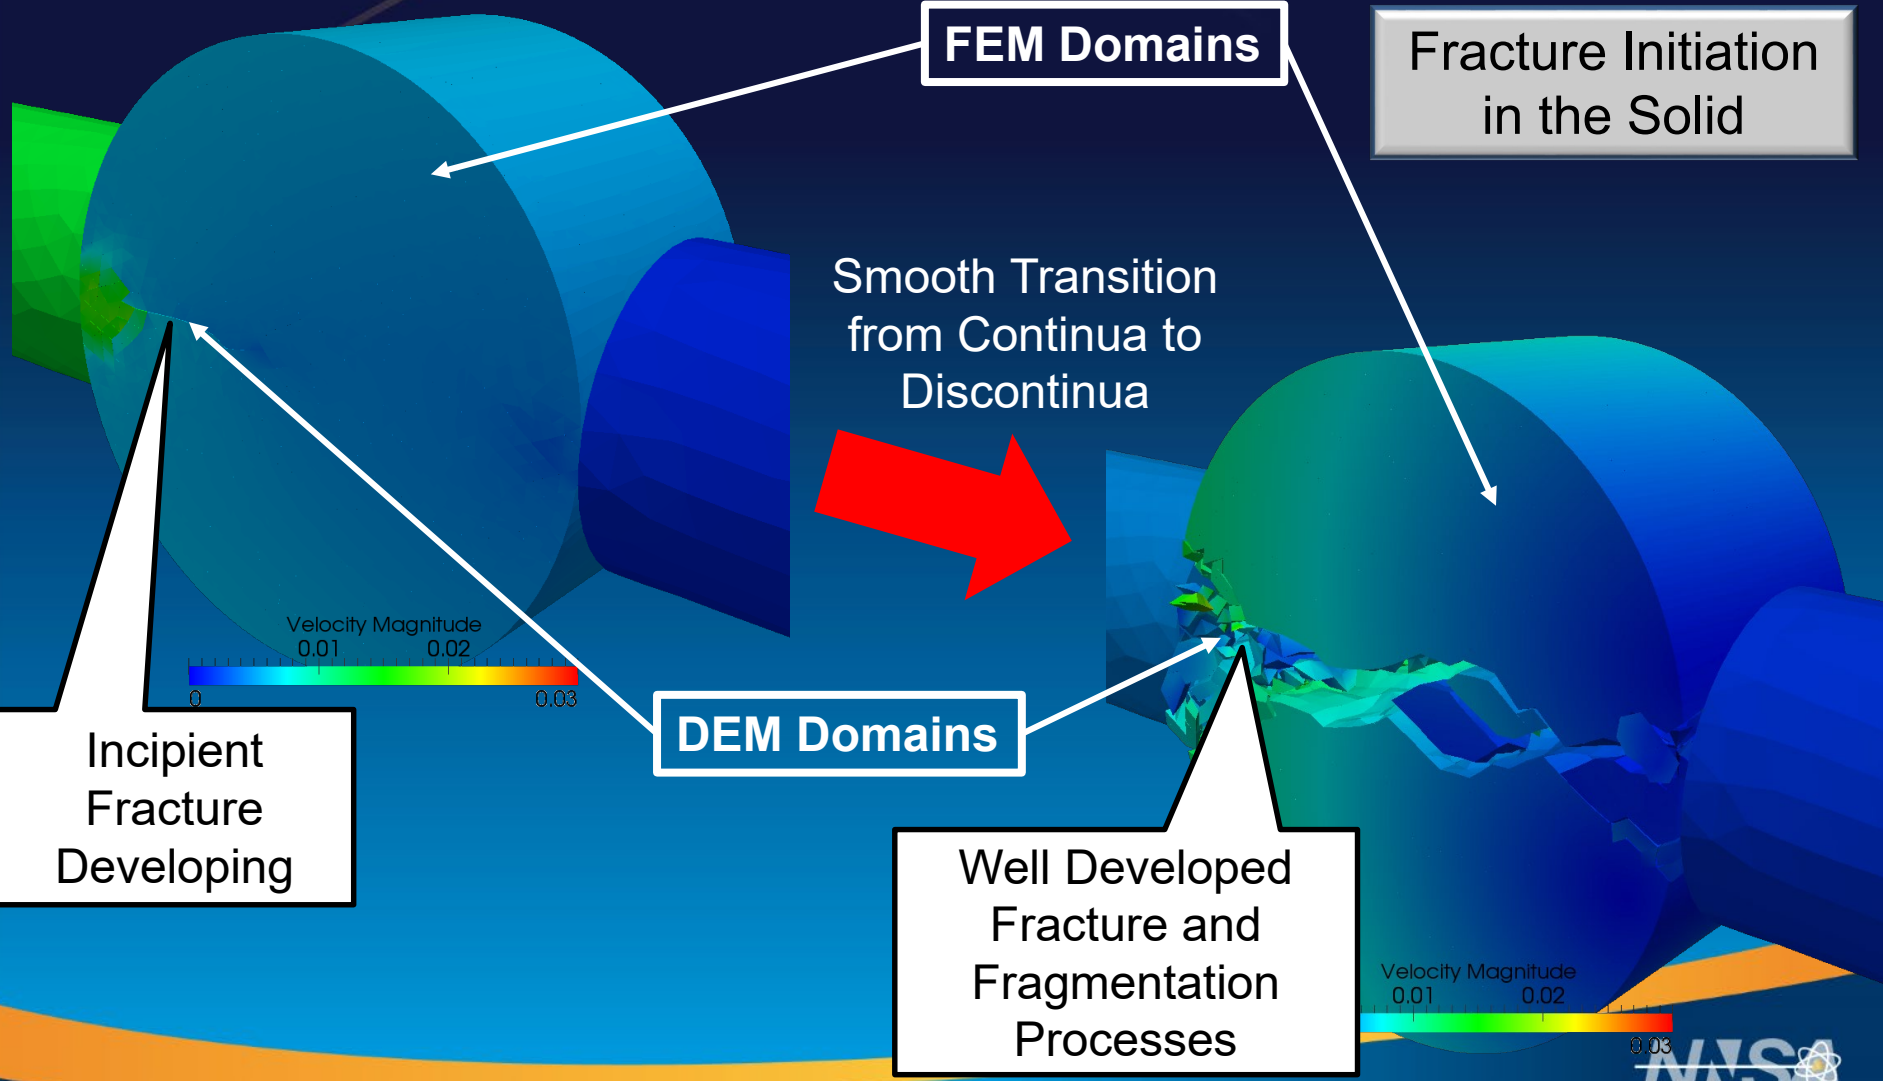 FEM Domains
Fracture Initiation
in the Solid
Smooth Transition
from Continua to
Discontinua
Velocity Magnitude
0.01 0.02
0 0.03
DEM Domains
Incipient
Fracture
Developing
Well Developed
Fracture and
Fragmentation
Processes
Velocity Magnitude
0.01 0.02
0.03
NNSA